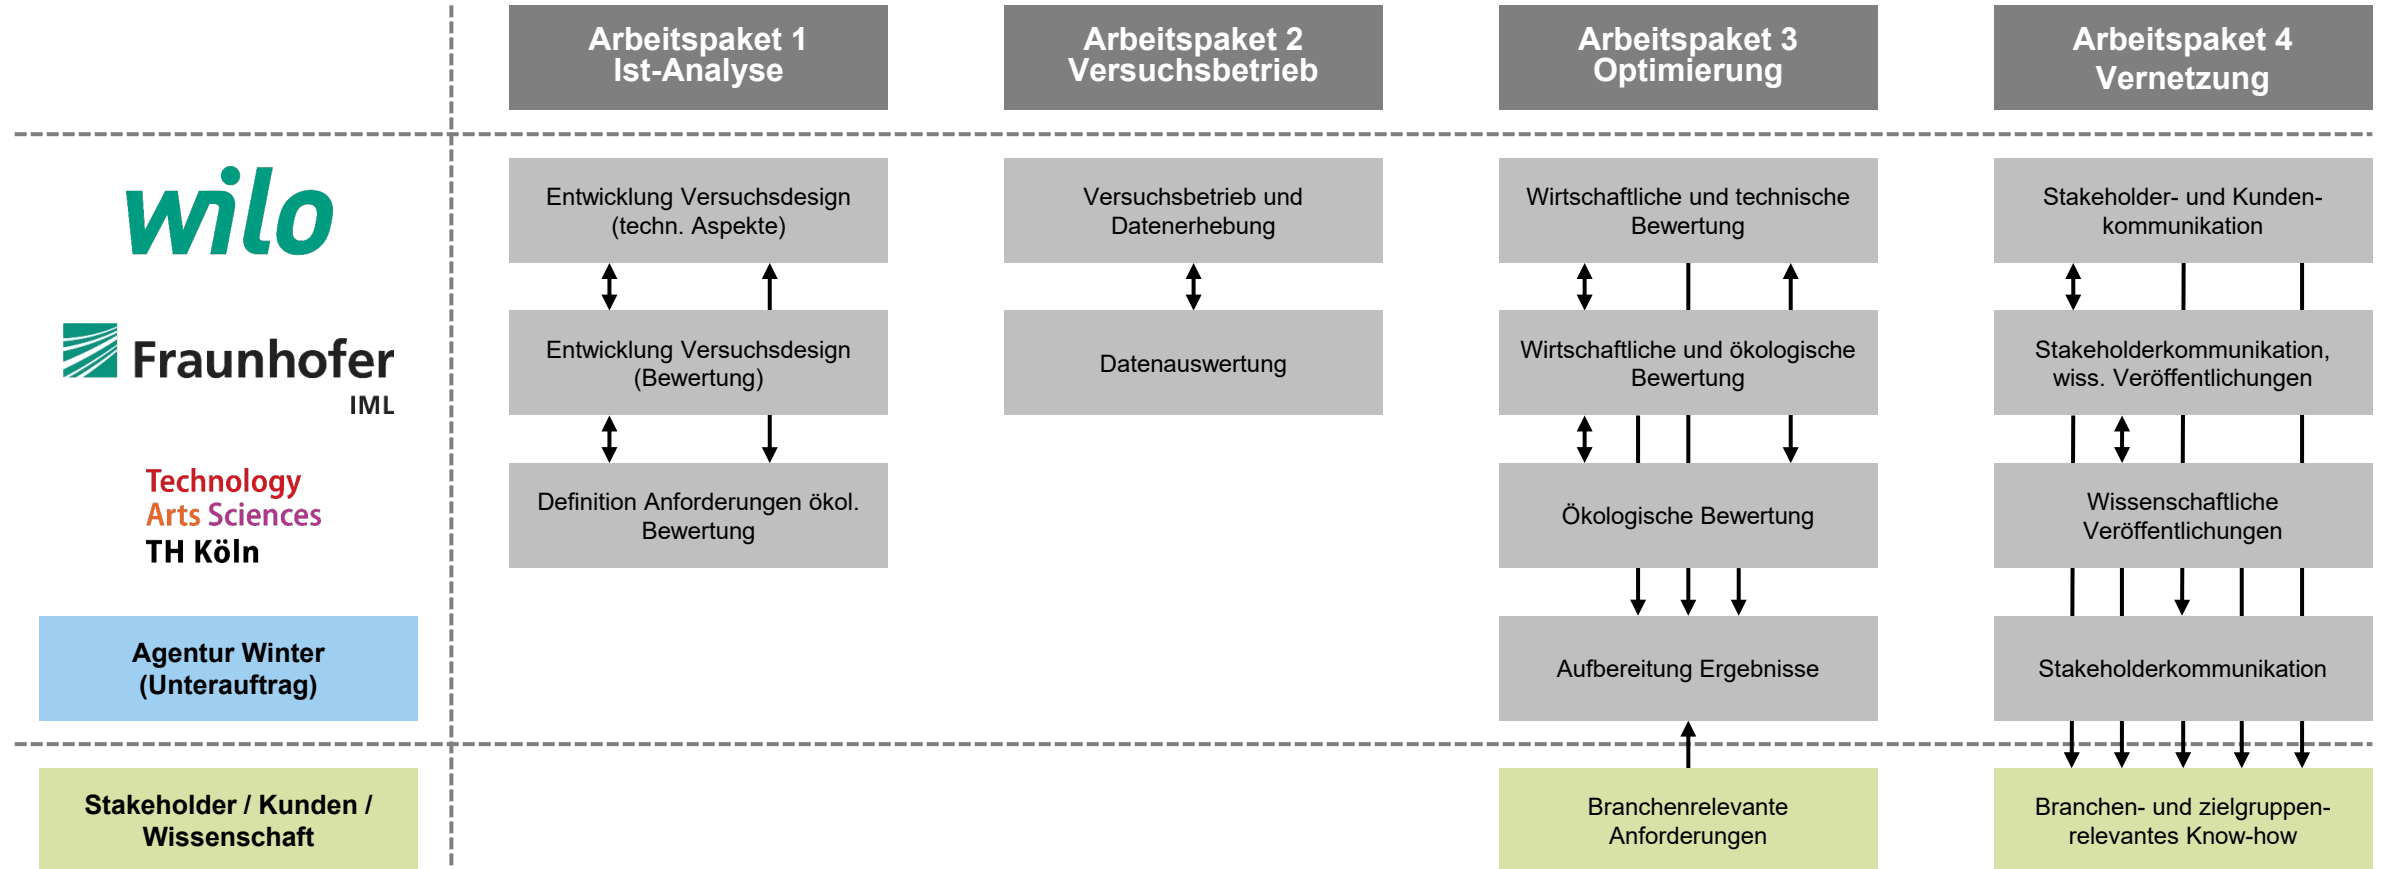 Arbeitspaket 1
Ist-Analyse
Arbeitspaket 2
Versuchsbetrieb
Arbeitspaket 3
Optimierung
Arbeitspaket 4
Vernetzung
wilo
Entwicklung Versuchsdesign
(techn. Aspekte)
Versuchsbetrieb und
Datenerhebung
Wirtschaftliche und technische
Bewertung
Stakeholder- und Kunden-
kommunikation
Fraunhofer
IML
Entwicklung Versuchsdesign
(Bewertung)
Datenauswertung
Wirtschaftliche und ökologische
Bewertung
Stakeholderkommunikation,
wiss. Veröffentlichungen
Technology
Arts Sciences
TH Köln
Definition Anforderungen ökol.
Bewertung
Ökologische Bewertung
Wissenschaftliche
Veröffentlichungen
Agentur Winter
(Unterauftrag)
Aufbereitung Ergebnisse
Stakeholderkommunikation
Stakeholder / Kunden /
Wissenschaft
Branchenrelevante
Anforderungen
Branchen- und zielgruppen-
relevantes Know-how